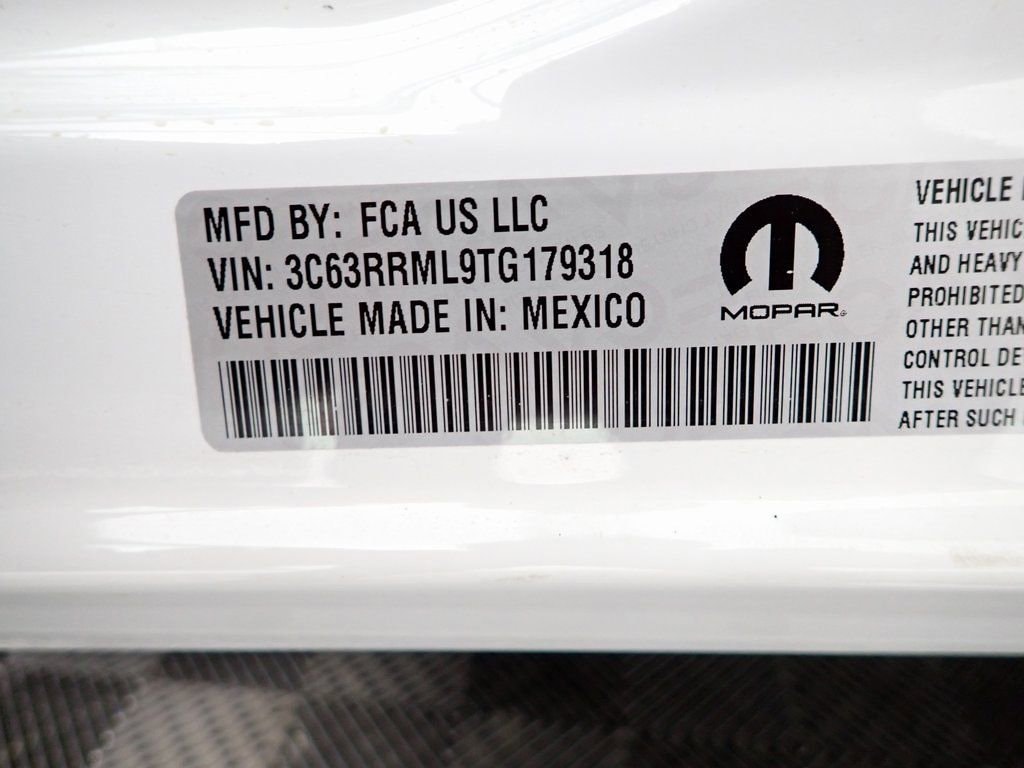 MFD BY: FCA US LLC
VIN: 3C63RRML9TG179318
VEHICLE MADE IN: MEXICO
MOPAR
VEHICLE
THIS VEHIC
AND HEAVY
PROHIBITED
OTHER THAN
CONTROL DE
THIS VEHICLE
AFTER SUCH